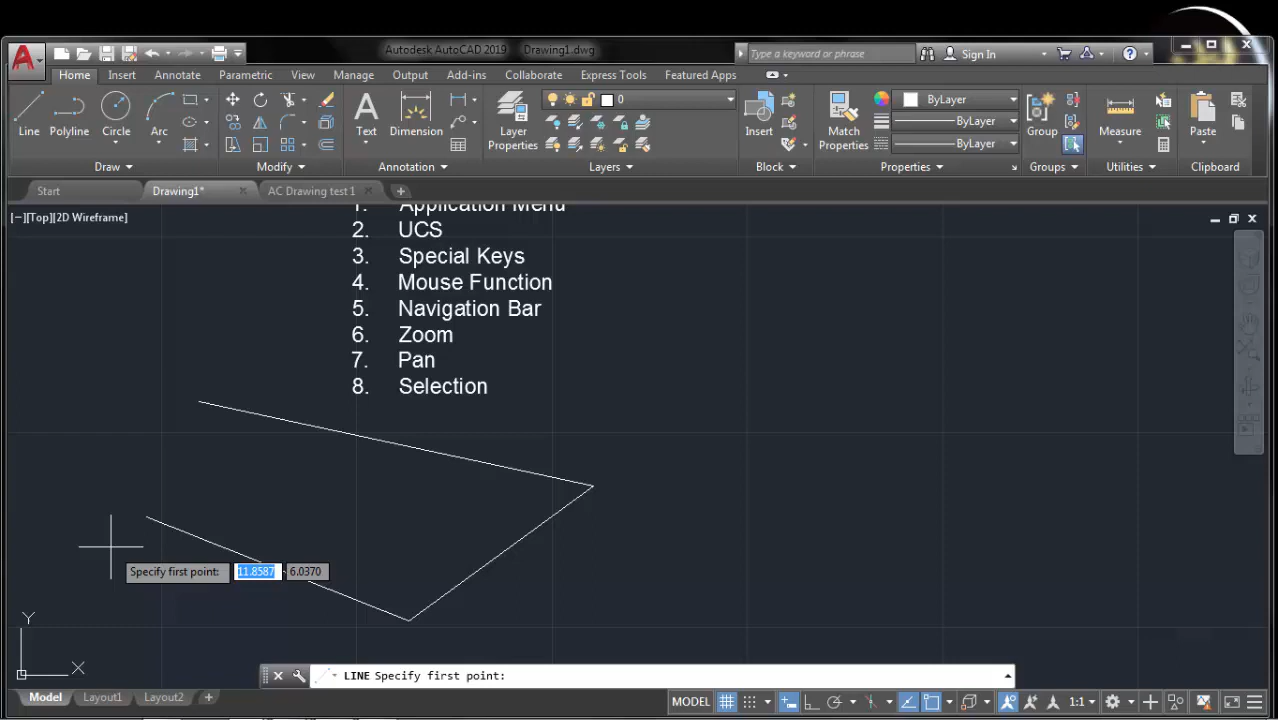 Autodesk AutoCAD 2019 Drawing1.dwg
Type a keyword or phrase
Sign In
Home Insert Annotate Parametric View Manage Output Add-ins Collaborate Express Tools Featured Apps
Line Polyline Circle Arc
Text Dimension
Layer Properties
0
Insert
Match Properties
ByLayer
ByLayer
ByLayer
Group
Measure
Paste
Draw Modify Annotation Layers Block Properties Groups Utilities Clipboard
Start Drawing1* AC Drawing test 1
[−][Top][2D Wireframe]
1. Application Menu
2. UCS
3. Special Keys
4. Mouse Function
5. Navigation Bar
6. Zoom
7. Pan
8. Selection
Specify first point: 11.8587 6.0370
Y
X
LINE Specify first point:
Model Layout1 Layout2 +
MODEL
1:1